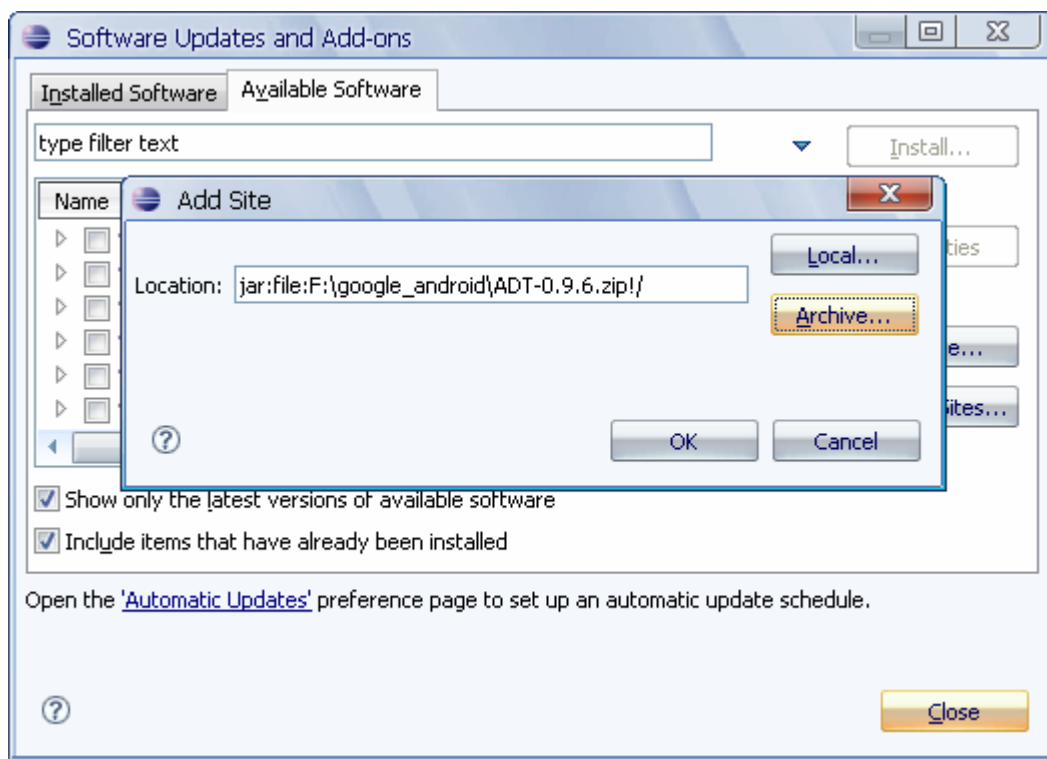 Software Updates and Add-ons
Installed Software
Available Software
type filter text
Install...
Name
Add Site
Local...
ties
Location:
jar:file:F:\google_android\ADT-0.9.6.zip!/
Archive...
e...
ites...
OK
Cancel
Show only the latest versions of available software
Include items that have already been installed
Open the 'Automatic Updates' preference page to set up an automatic update schedule.
Close